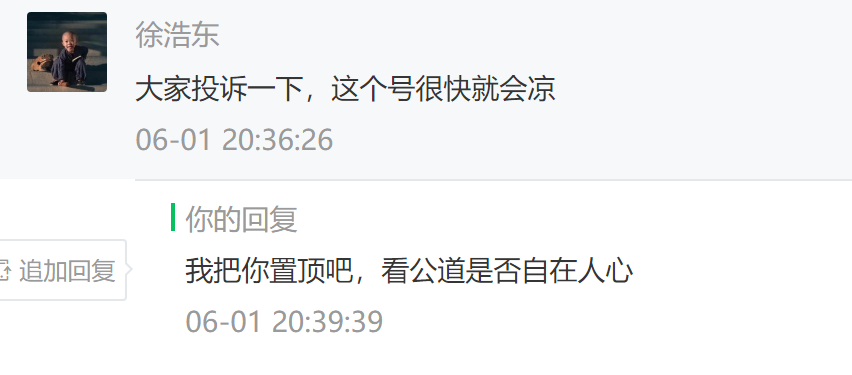 徐浩东
大家投诉一下，这个号很快就会凉
06-01 20:36:26
你的回复
追加回复
我把你置顶吧，看公道是否自在人心
06-01 20:39:39